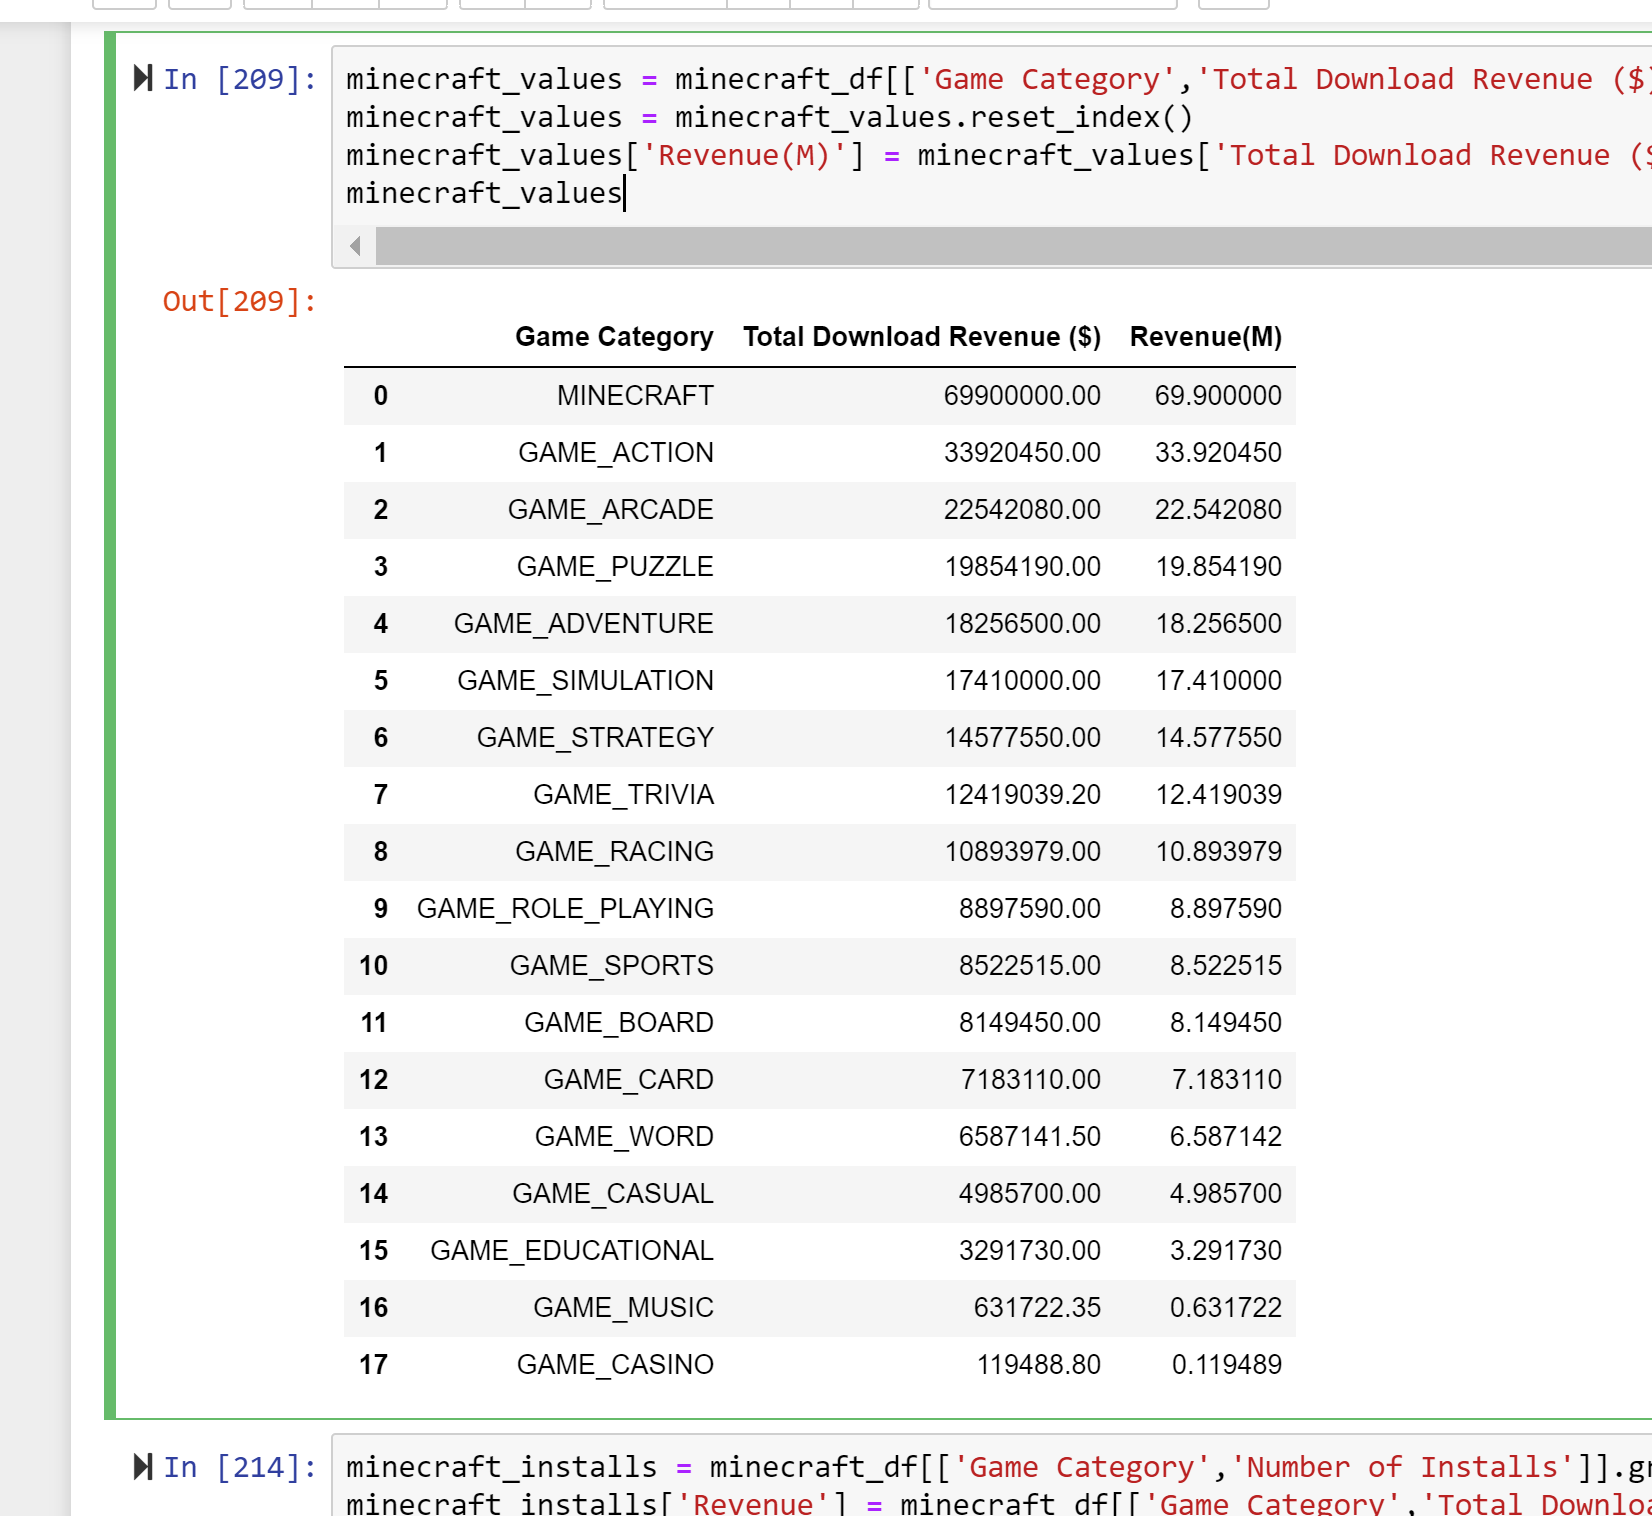 In [209]: minecraft_values = minecraft_df[['Game Category','Total Download Revenue ($)
minecraft_values = minecraft_values.reset_index()
minecraft_values['Revenue(M)'] = minecraft_values['Total Download Revenue ($
minecraft_values
Out[209]:
Game Category Total Download Revenue ($) Revenue(M)
0 MINECRAFT 69900000.00 69.900000
1 GAME_ACTION 33920450.00 33.920450
2 GAME_ARCADE 22542080.00 22.542080
3 GAME_PUZZLE 19854190.00 19.854190
4 GAME_ADVENTURE 18256500.00 18.256500
5 GAME_SIMULATION 17410000.00 17.410000
6 GAME_STRATEGY 14577550.00 14.577550
7 GAME_TRIVIA 12419039.20 12.419039
8 GAME_RACING 10893979.00 10.893979
9 GAME_ROLE_PLAYING 8897590.00 8.897590
10 GAME_SPORTS 8522515.00 8.522515
11 GAME_BOARD 8149450.00 8.149450
12 GAME_CARD 7183110.00 7.183110
13 GAME_WORD 6587141.50 6.587142
14 GAME_CASUAL 4985700.00 4.985700
15 GAME_EDUCATIONAL 3291730.00 3.291730
16 GAME_MUSIC 631722.35 0.631722
17 GAME_CASINO 119488.80 0.119489
In [214]: minecraft_installs = minecraft_df[['Game Category','Number of Installs']].gr
minecraft_installs['Revenue'] = minecraft_df[['Game Category','Total Downloa